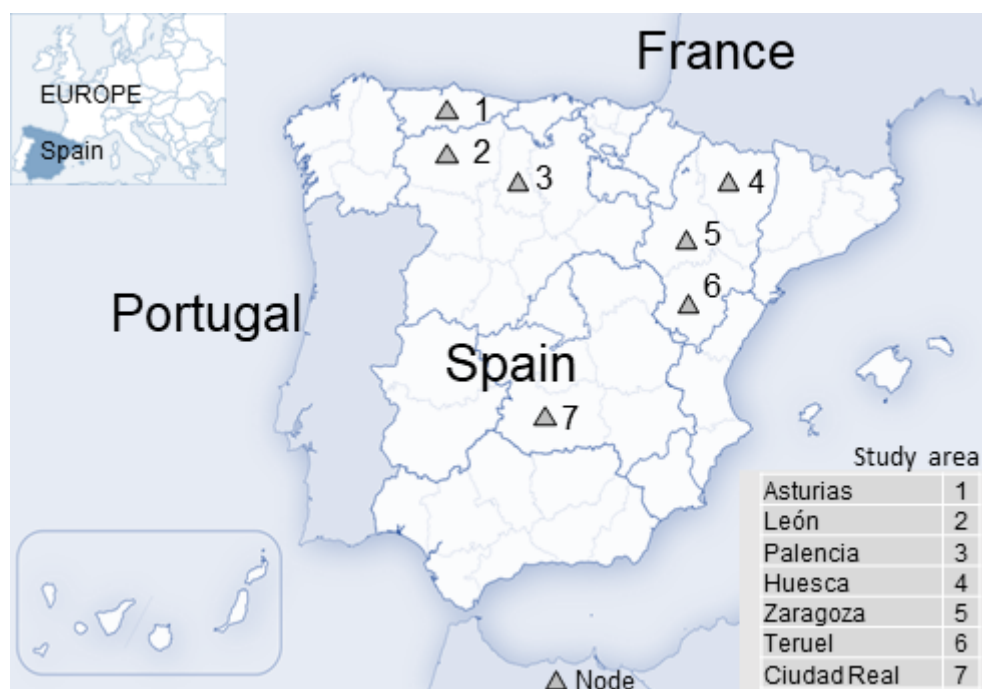 France
EUROPE
Spain
1
2
3
4
5
6
Portugal
Spain
7
Study area
Asturias 1
León 2
Palencia 3
Huesca 4
Zaragoza 5
Teruel 6
Ciudad Real 7
Node